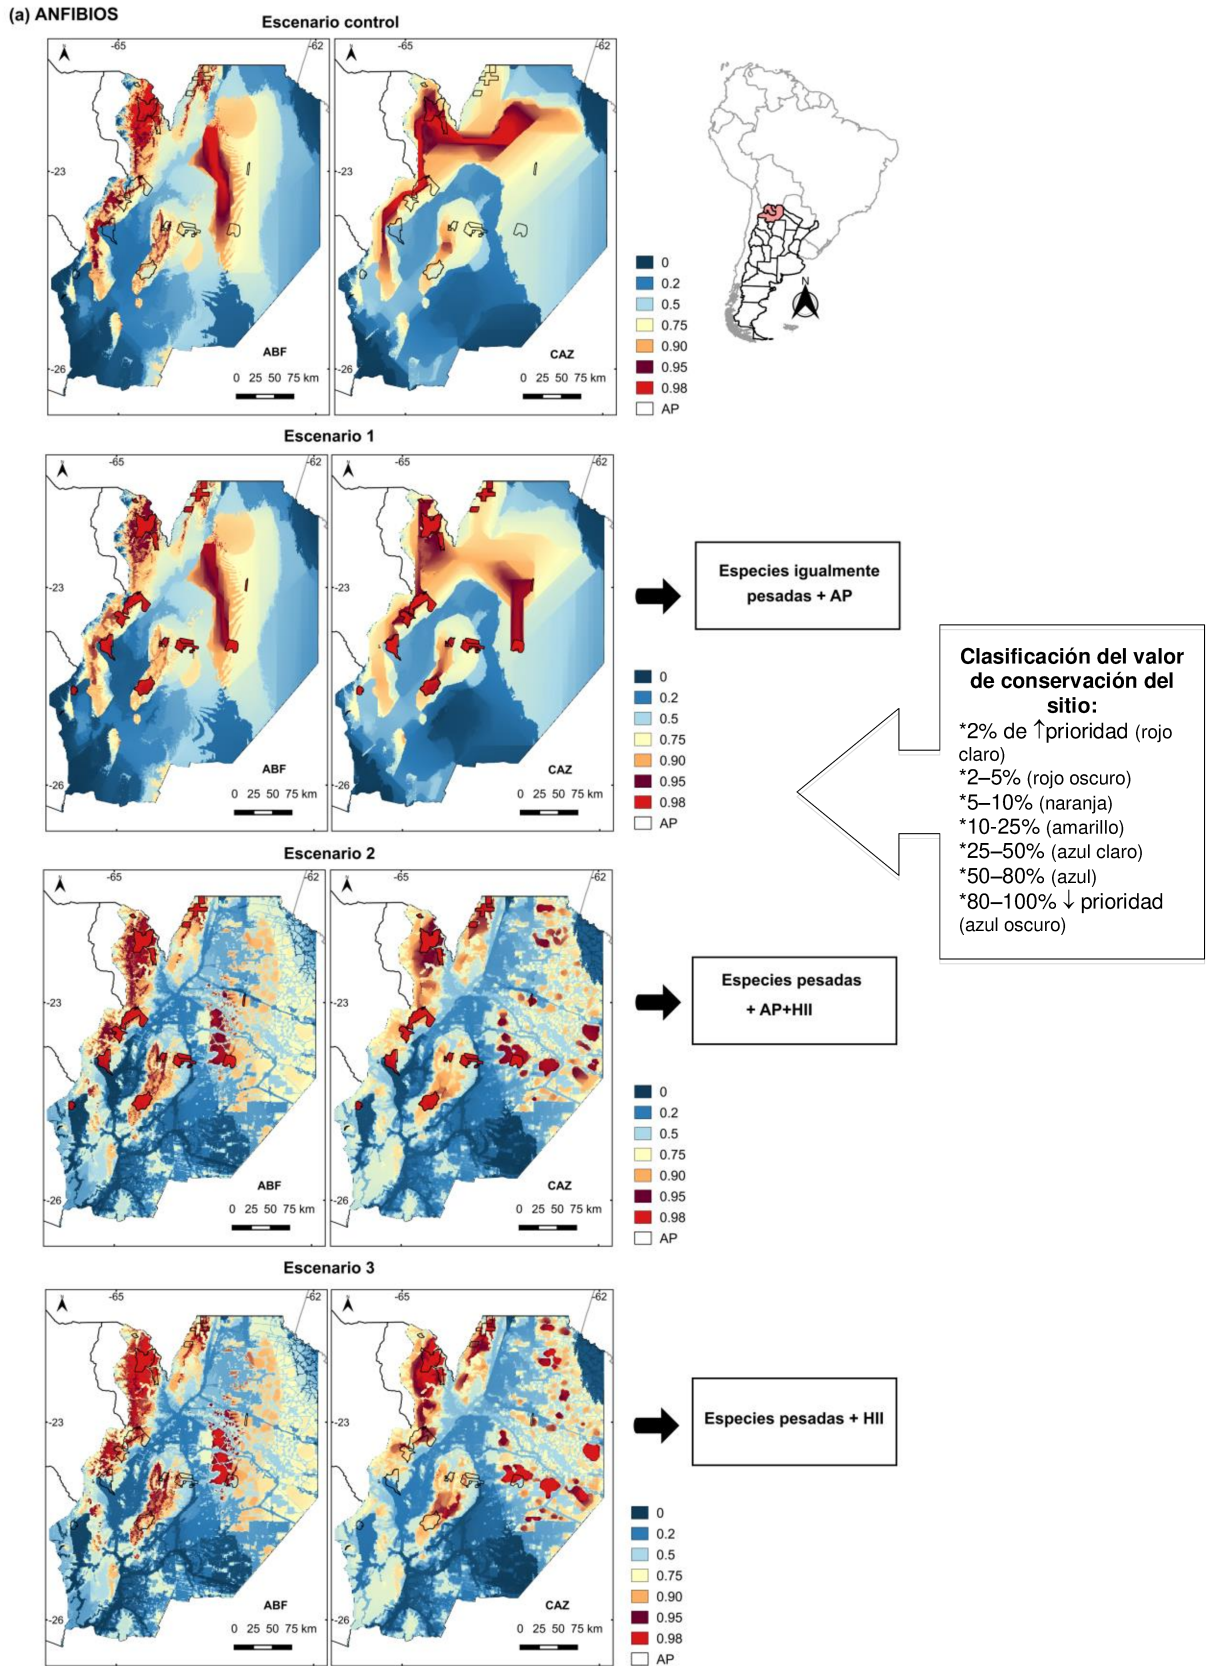 (a) ANFIBIOS
Escenario control
-65
-62
-65
-62
-23
-26
0
0.2
0.5
0.75
0.90
0.95
0.98
AP
ABF
0 25 50 75 km
CAZ
0 25 50 75 km
N
Escenario 1
-65
-62
-65
-62
-23
-26
0
0.2
0.5
0.75
0.90
0.95
0.98
AP
ABF
0 25 50 75 km
CAZ
0 25 50 75 km
Especies igualmente
pesadas + AP
Clasificación del valor
de conservación del
sitio:
*2% de ↑prioridad (rojo
claro)
*2–5% (rojo oscuro)
*5–10% (naranja)
*10-25% (amarillo)
*25–50% (azul claro)
*50–80% (azul)
*80–100% ↓ prioridad
(azul oscuro)
Escenario 2
-65
-62
-65
-62
-23
-26
0
0.2
0.5
0.75
0.90
0.95
0.98
AP
ABF
0 25 50 75 km
CAZ
0 25 50 75 km
Especies pesadas
+ AP+HII
Escenario 3
-65
-62
-65
-62
-23
-26
0
0.2
0.5
0.75
0.90
0.95
0.98
AP
ABF
0 25 50 75 km
CAZ
0 25 50 75 km
Especies pesadas + HII